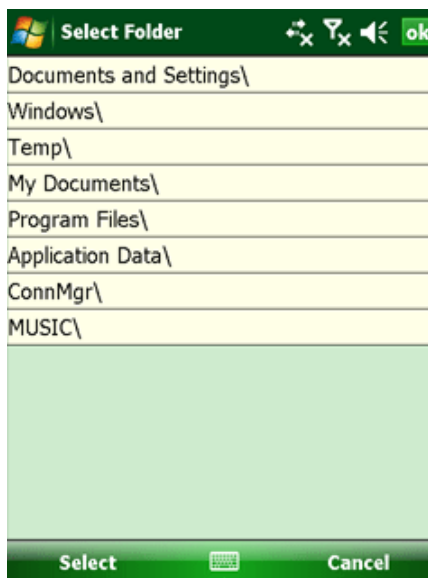 Select Folder
ok
Documents and Settings\
Windows\
Temp\
My Documents\
Program Files\
Application Data\
ConnMgr\
MUSIC\
Select
Cancel